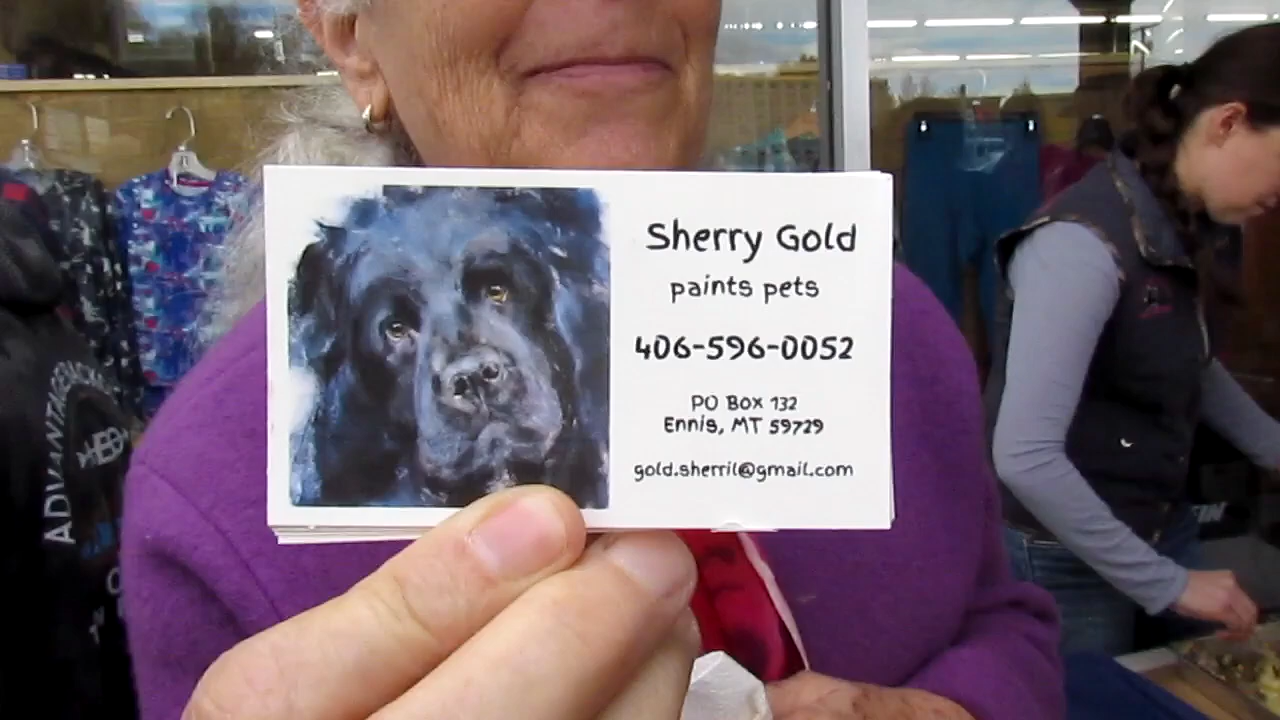 Sherry Gold
paints pets
406-596-0052
PO Box 132
Ennis, MT 59729
gold.sherril@gmail.com